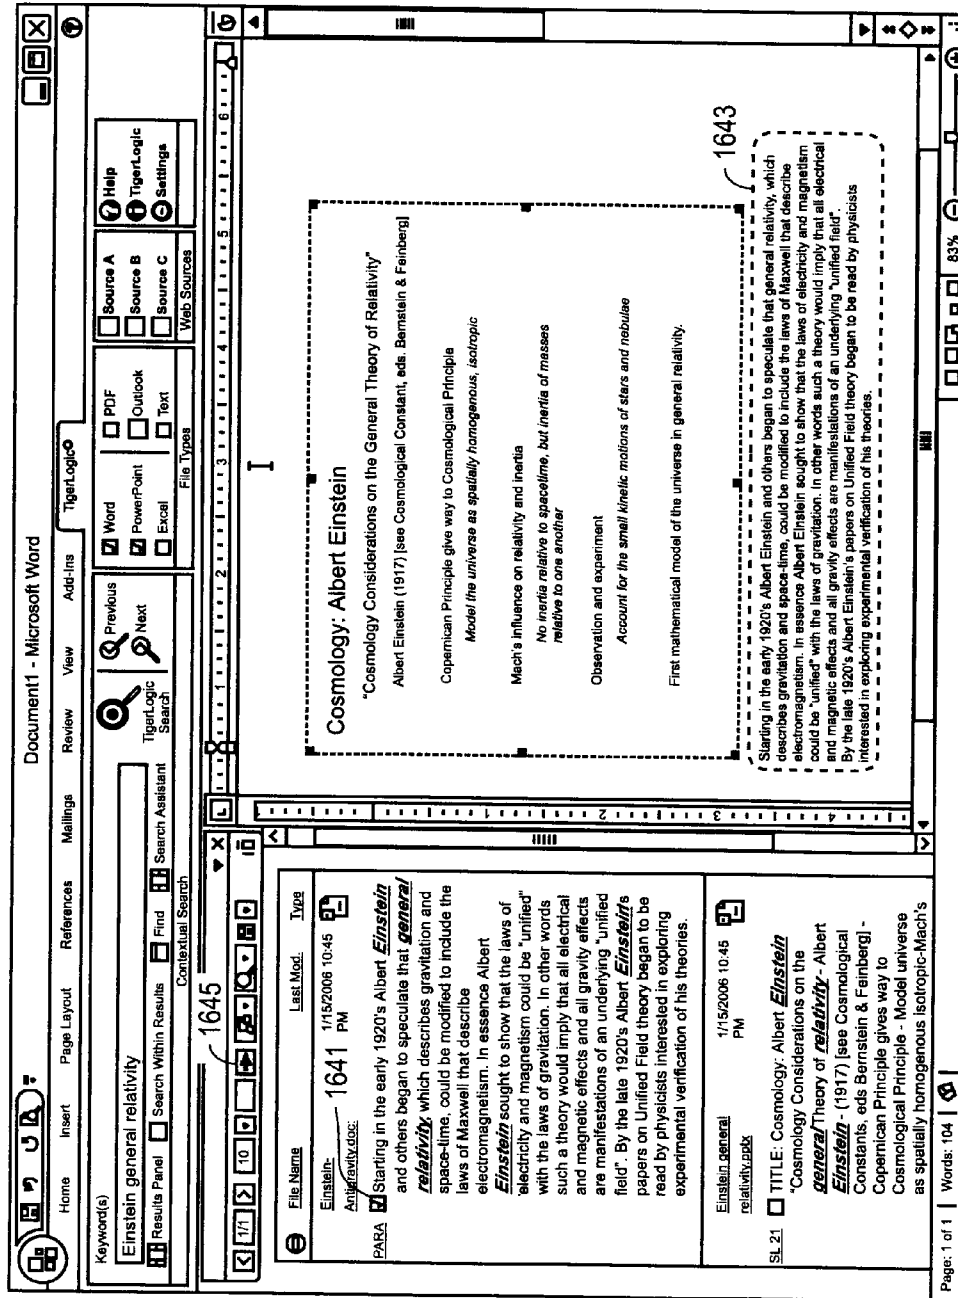 Document1 - Microsoft Word
Home Insert Page Layout References Mailings Review View Add-Ins TigerLogic
Keyword(s)
Einstein general relativity
Results Panel Search Within Results Find Search Assistant
Contextual Search
TigerLogic
Search
Previous
Next
Word PDF
PowerPoint Outlook
Excel Text
File Types
Source A
Source B
Source C
Web Sources
Help
TigerLogic
Settings
1645
1/1 10
File Name Last Mod. Type
Einstein-
Antigravity.doc:
1/15/2006 10:45
PM
1641
PARA Starting in the early 1920's Albert Einstein
and others began to speculate that general
relativity, which describes gravitation and
space-time, could be modified to include the
laws of Maxwell that describe
electromagnetism. In essence Albert
Einstein sought to show that the laws of
electricity and magnetism could be "unified"
with the laws of gravitation. In other words
such a theory would imply that all electrical
and magnetic effects and all gravity effects
are manifestations of an underlying "unified
field". By the late 1920's Albert Einstein's
papers on Unified Field theory began to be
read by physicists interested in exploring
experimental verification of his theories.
Einstein general
relativity.pptx
1/15/2006 10:45
PM
SL 21 TITLE: Cosmology: Albert Einstein
"Cosmology Considerations on the
general Theory of relativity - Albert
Einstein - (1917) [see Cosmological
Constants, eds Bernstein & Feinberg] -
Copernican Principle gives way to
Cosmological Principle - Model universe
as spatially homogenous isotropic-Mach's
L 1 2 3 4 5 6
1 2 3 4
Cosmology: Albert Einstein
"Cosmology Considerations on the General Theory of Relativity"
Albert Einstein (1917) [see Cosmological Constant, eds. Bernstein & Feinberg]
Copernican Principle give way to Cosmological Principle
Model the universe as spatially homogenous, isotropic
Mach's influence on relativity and inertia
No inertia relative to spacetime, but inertia of masses
relative to one another
Observation and experiment
Account for the small kinetic motions of stars and nebulae
First mathematical model of the universe in general relativity.
1643
Starting in the early 1920's Albert Einstein and others began to speculate that general relativity, which
describes gravitation and space-time, could be modified to include the laws of Maxwell that describe
electromagnetism. In essence Albert Einstein sought to show that the laws of electricity and magnetism
could be "unified" with the laws of gravitation. In other words such a theory would imply that all electrical
and magnetic effects and all gravity effects are manifestations of an underlying "unified field".
By the late 1920's Albert Einstein's papers on Unified Field theory began to be read by physicists
interested in exploring experimental verification of his theories.
Page: 1 of 1 Words: 104 83%